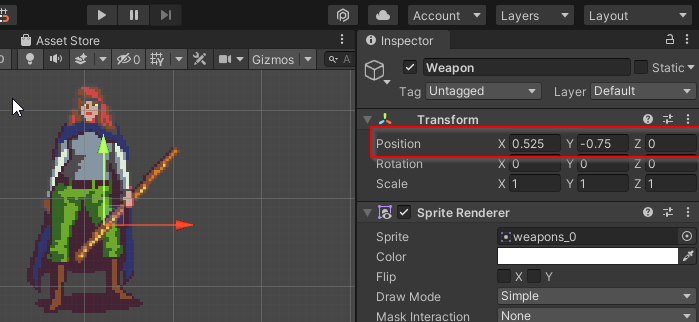 Account Layers Layout
Asset Store
Inspector
0
Gizmos A
Weapon Static
Tag Untagged Layer Default
Transform
Position X 0.525 Y -0.75 Z 0
Rotation X 0 Y 0 Z 0
Scale X 1 Y 1 Z 1
Sprite Renderer
Sprite weapons_0
Color
Flip X Y
Draw Mode Simple
Mask Interaction None